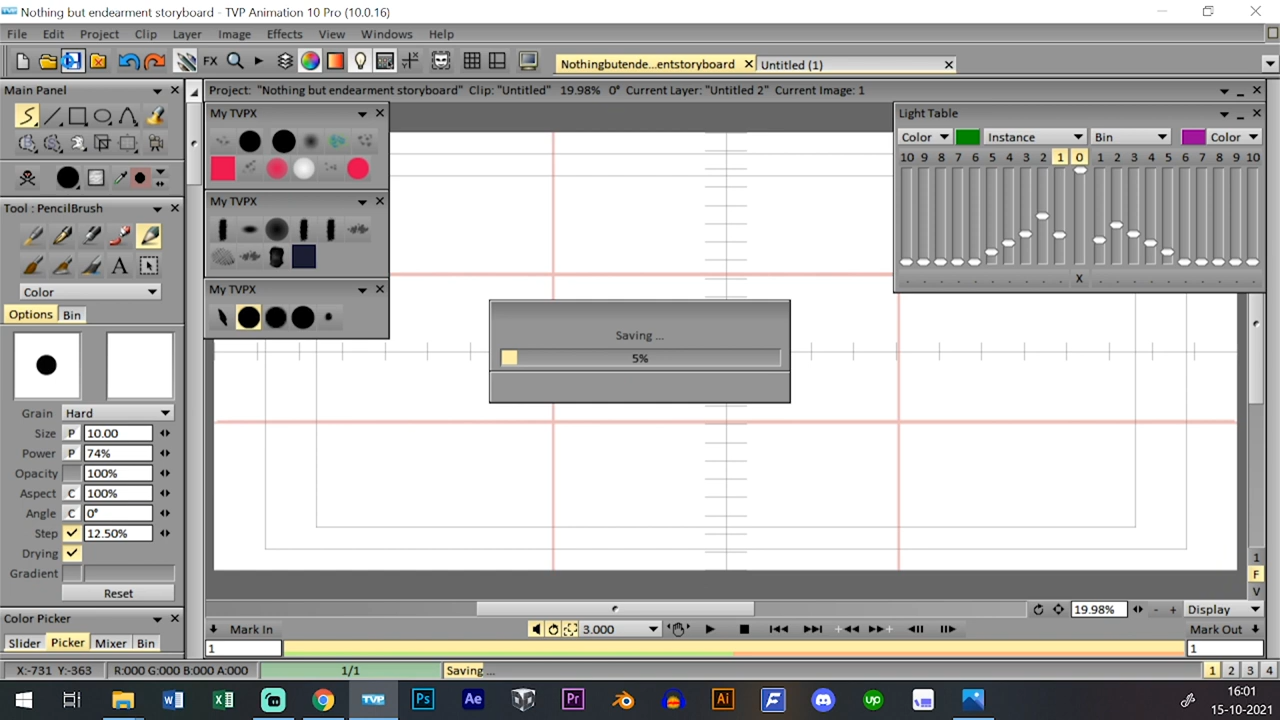 Nothing but endearment storyboard - TVP Animation 10 Pro (10.0.16)
File Edit Project Clip Layer Image Effects View Windows Help
FX
Nothingbutende...entstoryboard
Untitled (1)
Main Panel
Project: "Nothing but endearment storyboard" Clip: "Untitled" 19.98% 0° Current Layer: "Untitled 2" Current Image: 1
My TVPX
Light Table
Color Instance Bin Color
10 9 8 7 6 5 4 3 2 1 0 1 2 3 4 5 6 7 8 9 10
X
My TVPX
Tool : PencilBrush
A
Color
My TVPX
Options Bin
Saving ...
5%
Grain Hard
Size P 10.00
Power P 74%
Opacity 100%
Aspect C 100%
Angle C 0°
Step 12.50%
Drying
Gradient
Reset
1
F
V
Color Picker
Slider Picker Mixer Bin
19.98% - + Display
Mark In
3.000
Mark Out
1
1
X:-731 Y:-363 R:000 G:000 B:000 A:000 1/1 Saving ... 1 2 3 4
TVP Ps Ae Pr Ai F up
16:01
15-10-2021